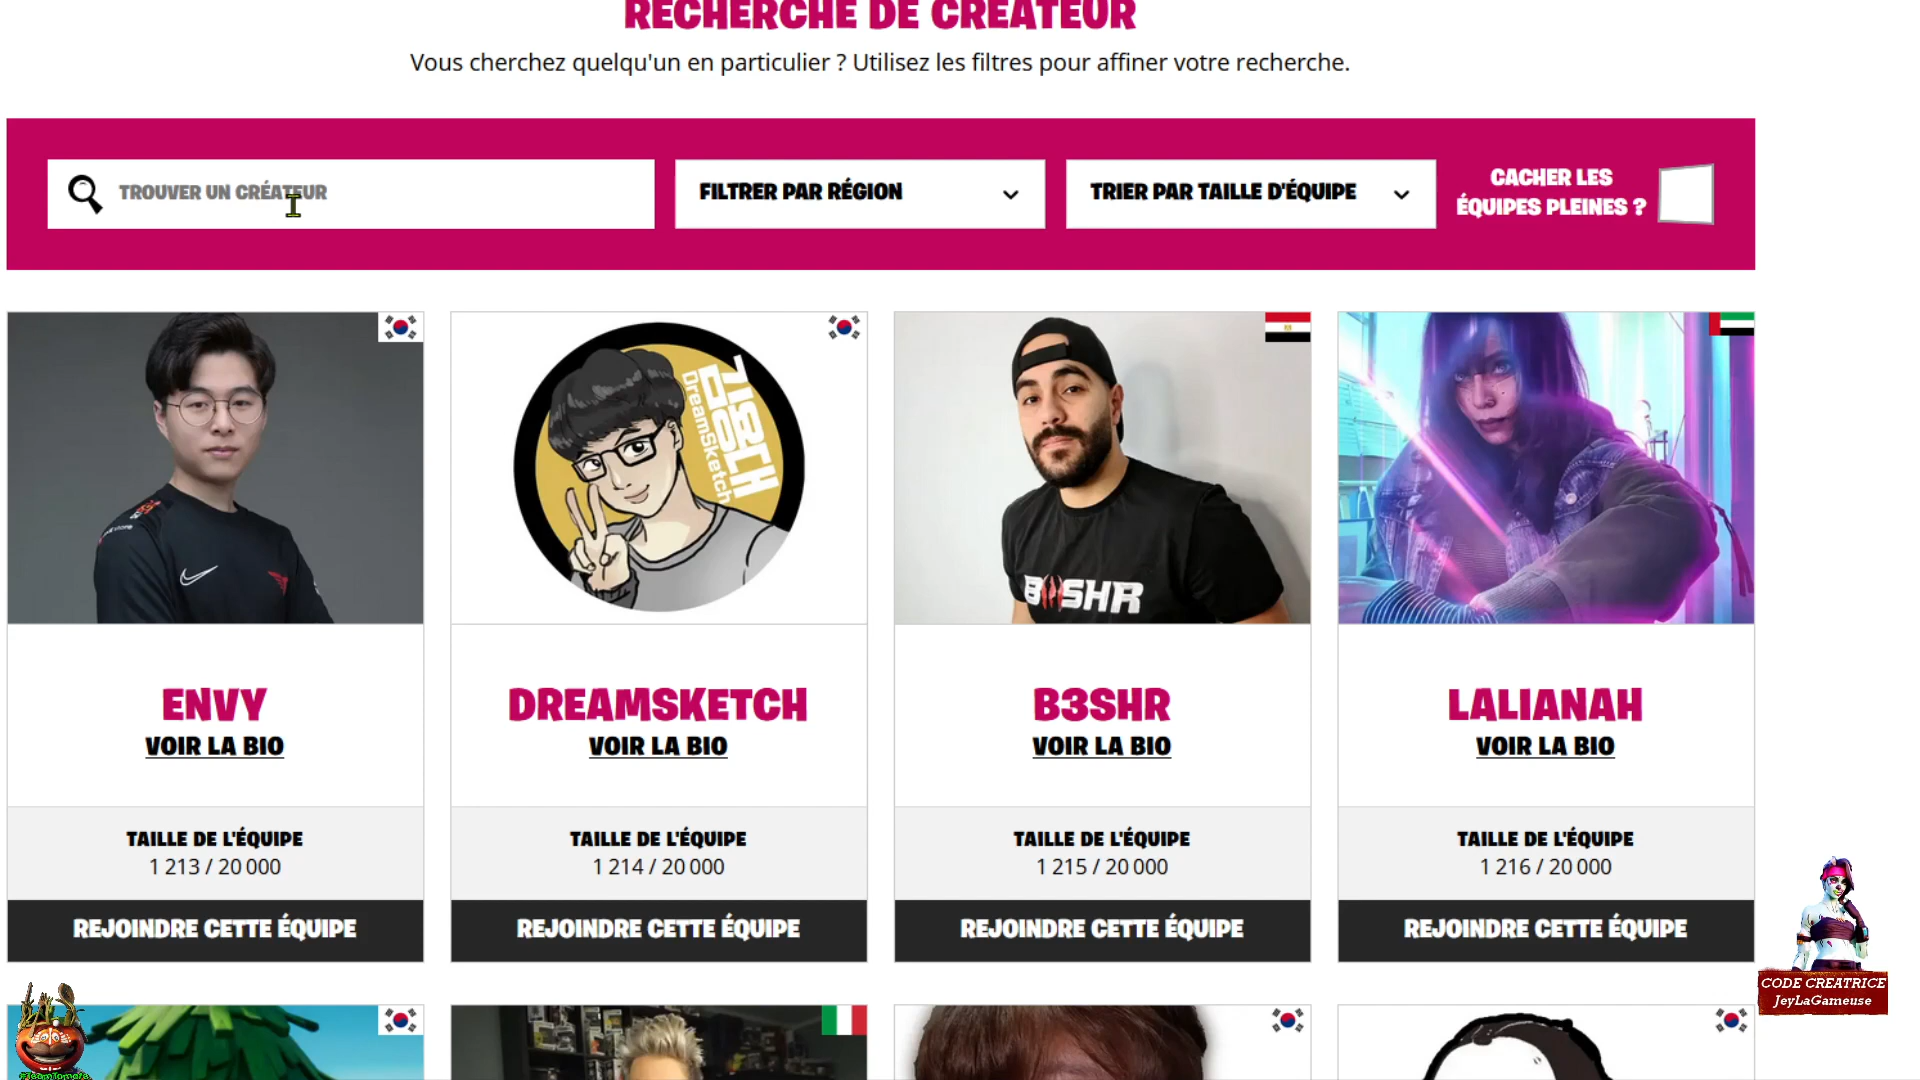 RECHERCHE DE CRÉATEUR
Vous cherchez quelqu'un en particulier ? Utilisez les filtres pour affiner votre recherche.
TROUVER UN CRÉATEUR
FILTRER PAR RÉGION
TRIER PAR TAILLE D'ÉQUIPE
CACHER LES
ÉQUIPES PLEINES ?
DreamSketch
B3SHR
ENVY
VOIR LA BIO
TAILLE DE L'ÉQUIPE
1 213 / 20 000
REJOINDRE CETTE ÉQUIPE
DREAMSKETCH
VOIR LA BIO
TAILLE DE L'ÉQUIPE
1 214 / 20 000
REJOINDRE CETTE ÉQUIPE
B3SHR
VOIR LA BIO
TAILLE DE L'ÉQUIPE
1 215 / 20 000
REJOINDRE CETTE ÉQUIPE
LALIANAH
VOIR LA BIO
TAILLE DE L'ÉQUIPE
1 216 / 20 000
REJOINDRE CETTE ÉQUIPE
CODE CREATRICE
JeyLaGameuse
#TeamTomate